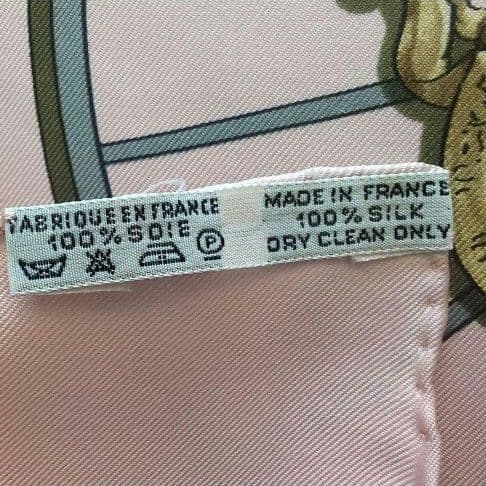 FABRIQUE EN FRANCE
100% SOIE
P
MADE IN FRANCE
100% SILK
DRY CLEAN ONLY